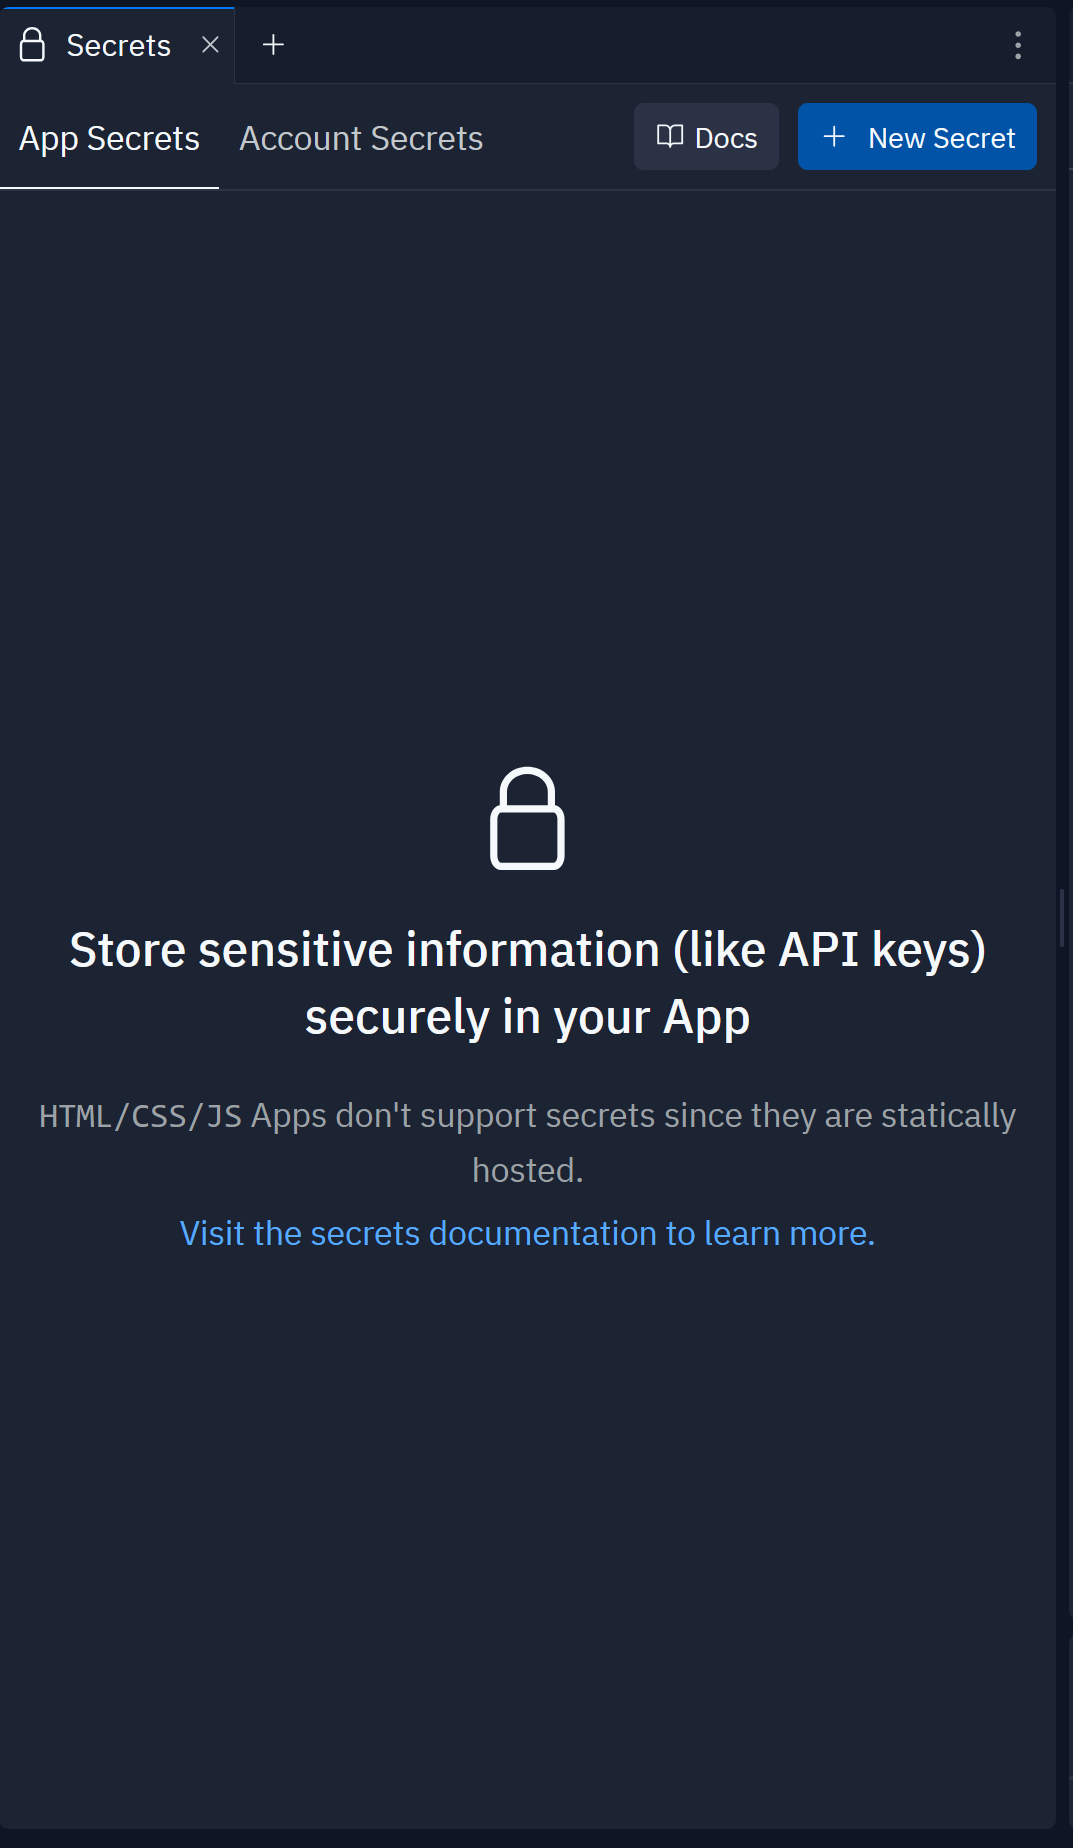 Secrets
App Secrets
Account Secrets
Docs
New Secret
Store sensitive information (like API keys)
securely in your App
HTML/CSS/JS Apps don't support secrets since they are statically
hosted.
Visit the secrets documentation to learn more.